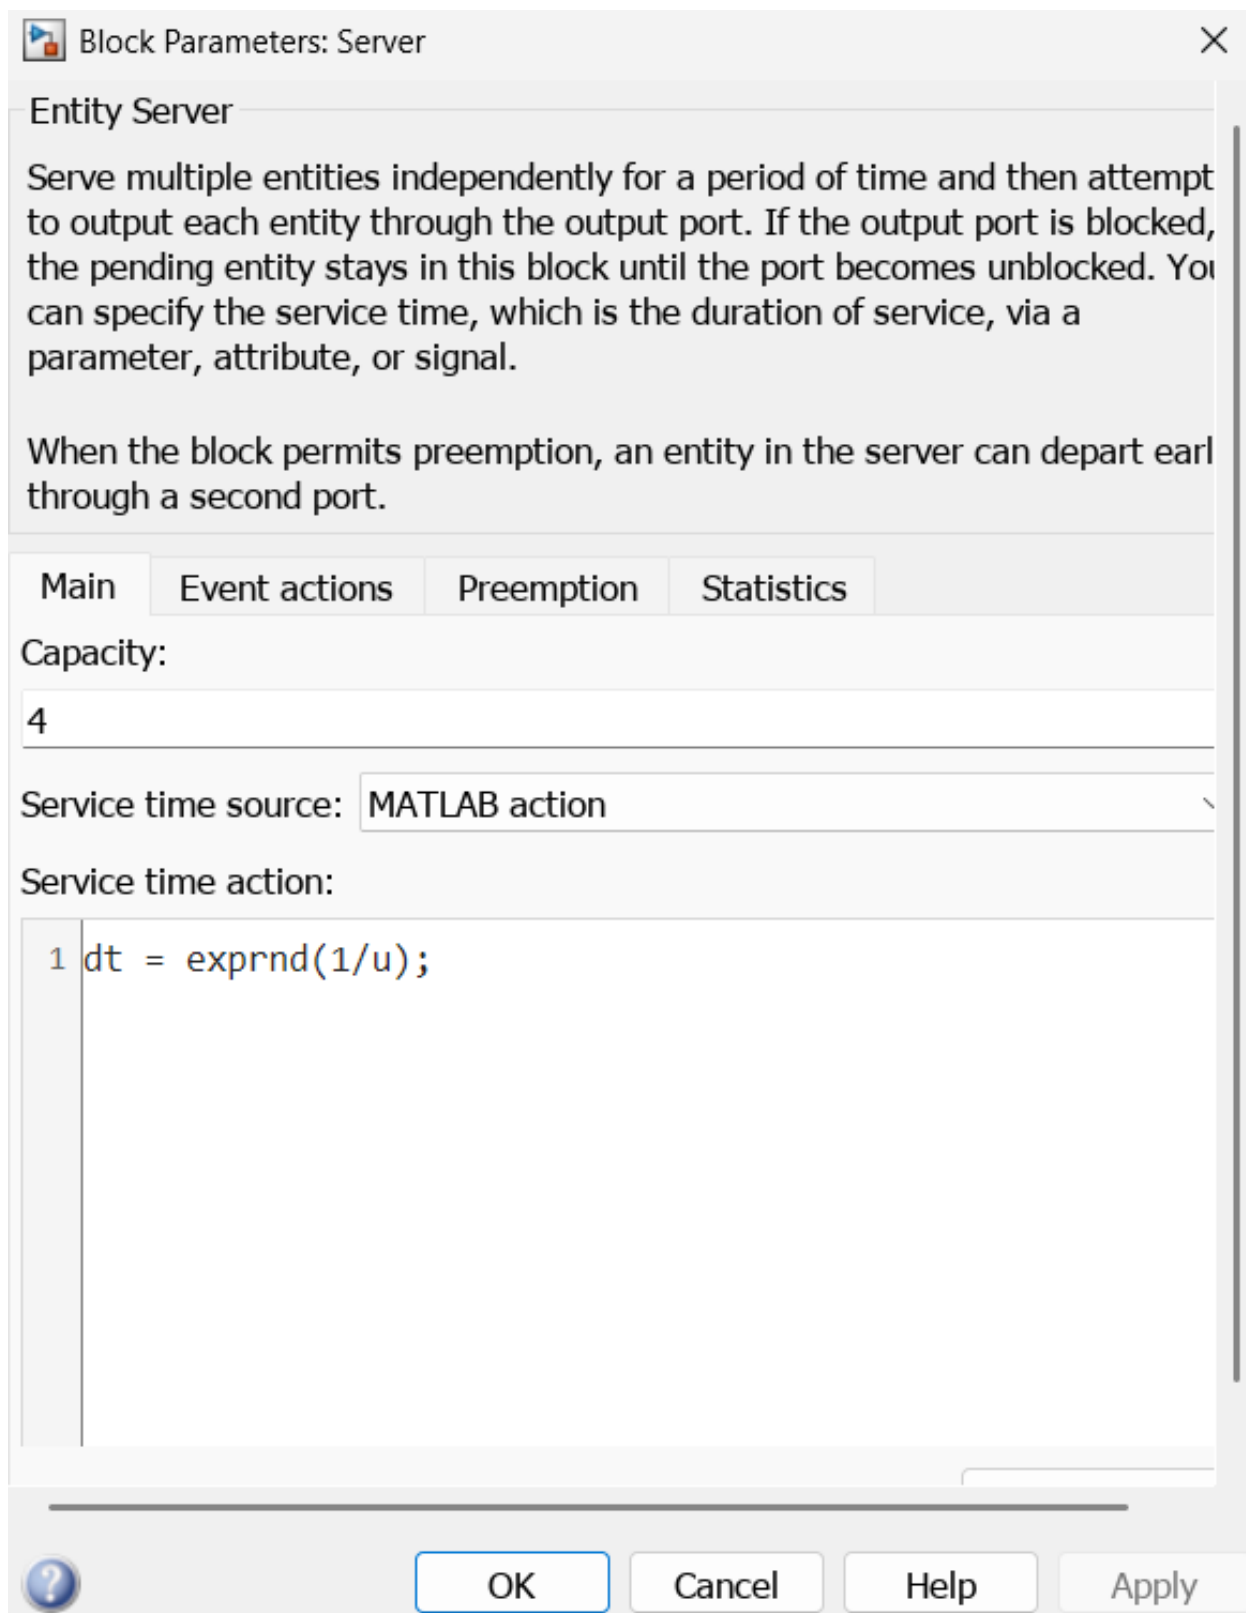 Block Parameters: Server
Entity Server
Serve multiple entities independently for a period of time and then attempt
to output each entity through the output port. If the output port is blocked,
the pending entity stays in this block until the port becomes unblocked. You
can specify the service time, which is the duration of service, via a
parameter, attribute, or signal.
When the block permits preemption, an entity in the server can depart earl
through a second port.
Main Event actions Preemption Statistics
Capacity:
4
Service time source: MATLAB action
Service time action:
1 dt = exprnd(1/u);
? OK Cancel Help Apply